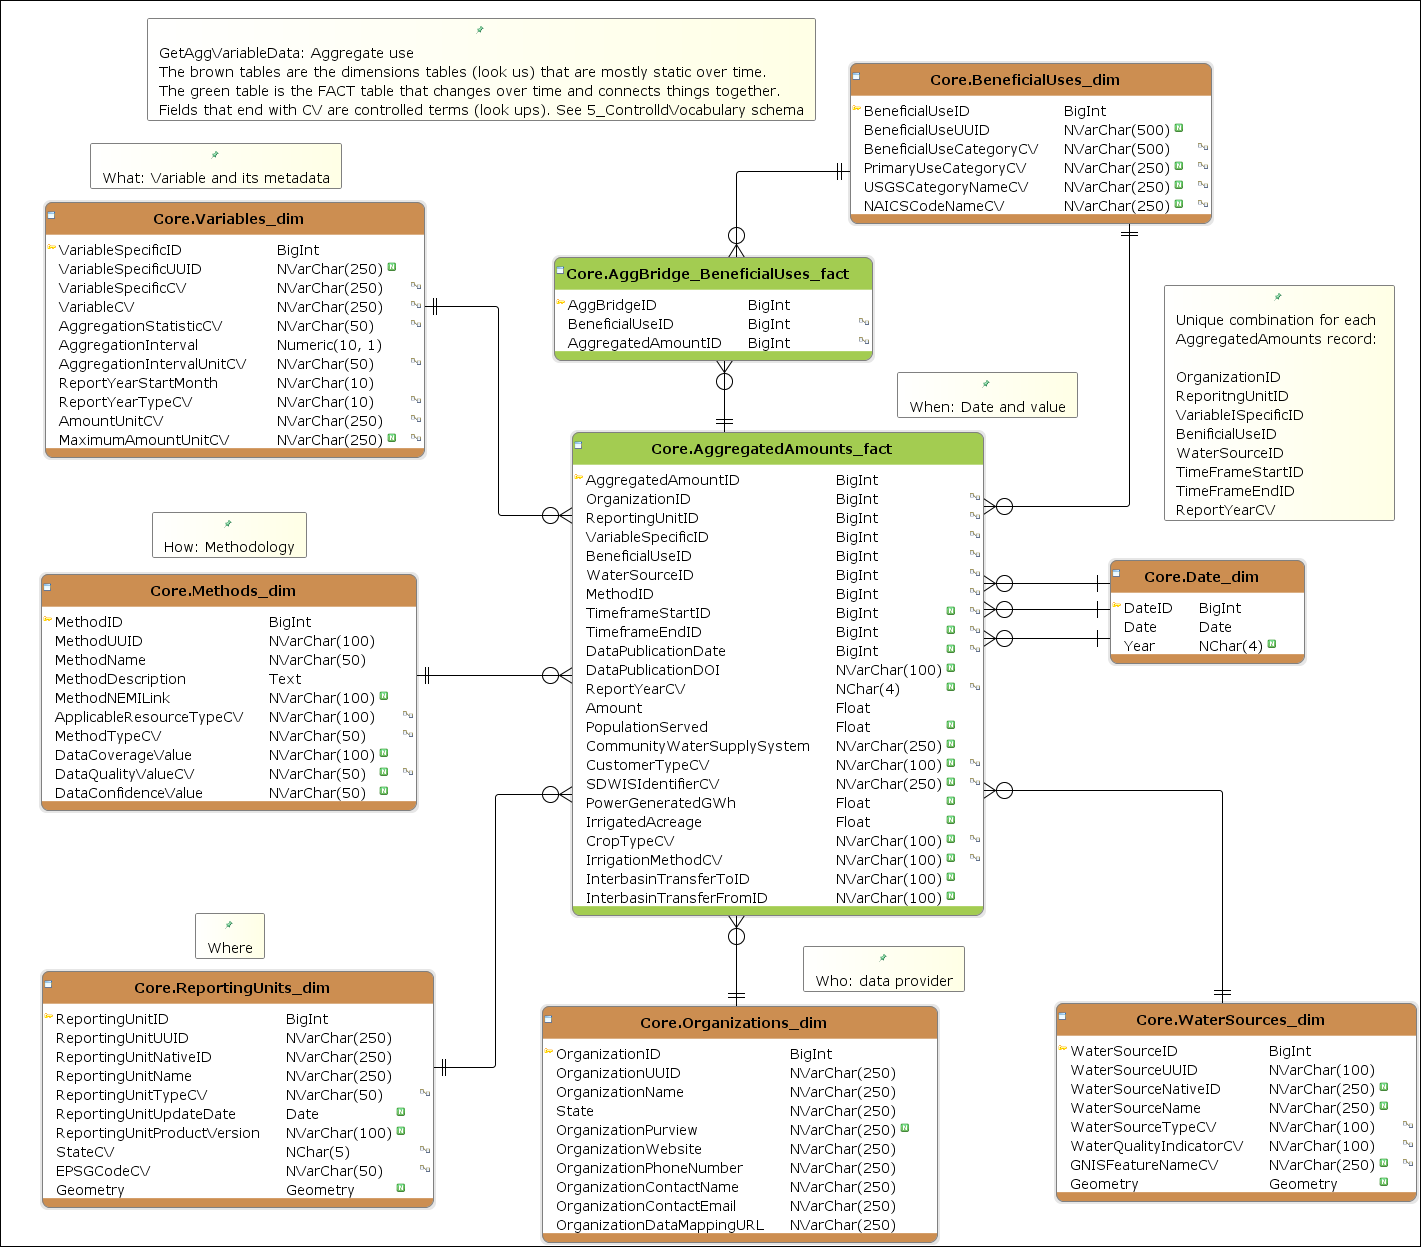 GetAggVariableData: Aggregate use
The brown tables are the dimensions tables (look us) that are mostly static over time.
The green table is the FACT table that changes over time and connects things together.
Fields that end with CV are controlled terms (look ups). See 5_ControlldVocabulary schema
Core.BeneficialUses_dim
BeneficialUseID BigInt
BeneficialUseUUID NVarChar(500) N
BeneficialUseCategoryCV NVarChar(500)
PrimaryUseCategoryCV NVarChar(250) N
USGSCategoryNameCV NVarChar(250) N
NAICSCodeNameCV NVarChar(250) N
What: Variable and its metadata
Core.Variables_dim
VariableSpecificID BigInt
VariableSpecificUUID NVarChar(250) N
VariableSpecificCV NVarChar(250)
VariableCV NVarChar(250)
AggregationStatisticCV NVarChar(50)
AggregationInterval Numeric(10, 1)
AggregationIntervalUnitCV NVarChar(50)
ReportYearStartMonth NVarChar(10)
ReportYearTypeCV NVarChar(10)
AmountUnitCV NVarChar(250)
MaximumAmountUnitCV NVarChar(250) N
Core.AggBridge_BeneficialUses_fact
AggBridgeID BigInt
BeneficialUseID BigInt
AggregatedAmountID BigInt
Unique combination for each
AggregatedAmounts record:
OrganizationID
ReporitngUnitID
VariableISpecificID
BenificialUseID
WaterSourceID
TimeFrameStartID
TimeFrameEndID
ReportYearCV
When: Date and value
Core.AggregatedAmounts_fact
AggregatedAmountID BigInt
OrganizationID BigInt
ReportingUnitID BigInt
VariableSpecificID BigInt
BeneficialUseID BigInt
WaterSourceID BigInt
MethodID BigInt
TimeframeStartID BigInt N
TimeframeEndID BigInt N
DataPublicationDate BigInt N
DataPublicationDOI NVarChar(100) N
ReportYearCV NChar(4) N
Amount Float
PopulationServed Float N
CommunityWaterSupplySystem NVarChar(250) N
CustomerTypeCV NVarChar(100) N
SDWISIdentifierCV NVarChar(250) N
PowerGeneratedGWh Float N
IrrigatedAcreage Float N
CropTypeCV NVarChar(100) N
IrrigationMethodCV NVarChar(100) N
InterbasinTransferToID NVarChar(100) N
InterbasinTransferFromID NVarChar(100) N
How: Methodology
Core.Methods_dim
MethodID BigInt
MethodUUID NVarChar(100)
MethodName NVarChar(50)
MethodDescription Text
MethodNEMILink NVarChar(100) N
ApplicableResourceTypeCV NVarChar(100)
MethodTypeCV NVarChar(50)
DataCoverageValue NVarChar(100) N
DataQualityValueCV NVarChar(50) N
DataConfidenceValue NVarChar(50) N
Core.Date_dim
DateID BigInt
Date Date
Year NChar(4) N
Where
Core.ReportingUnits_dim
ReportingUnitID BigInt
ReportingUnitUUID NVarChar(250)
ReportingUnitNativeID NVarChar(250)
ReportingUnitName NVarChar(250)
ReportingUnitTypeCV NVarChar(50)
ReportingUnitUpdateDate Date N
ReportingUnitProductVersion NVarChar(100) N
StateCV NChar(5)
EPSGCodeCV NVarChar(50)
Geometry Geometry N
Who: data provider
Core.Organizations_dim
OrganizationID BigInt
OrganizationUUID NVarChar(250)
OrganizationName NVarChar(250)
State NVarChar(250)
OrganizationPurview NVarChar(250) N
OrganizationWebsite NVarChar(250)
OrganizationPhoneNumber NVarChar(250)
OrganizationContactName NVarChar(250)
OrganizationContactEmail NVarChar(250)
OrganizationDataMappingURL NVarChar(250)
Core.WaterSources_dim
WaterSourceID BigInt
WaterSourceUUID NVarChar(100)
WaterSourceNativeID NVarChar(250) N
WaterSourceName NVarChar(250) N
WaterSourceTypeCV NVarChar(100)
WaterQualityIndicatorCV NVarChar(100)
GNISFeatureNameCV NVarChar(250) N
Geometry Geometry N